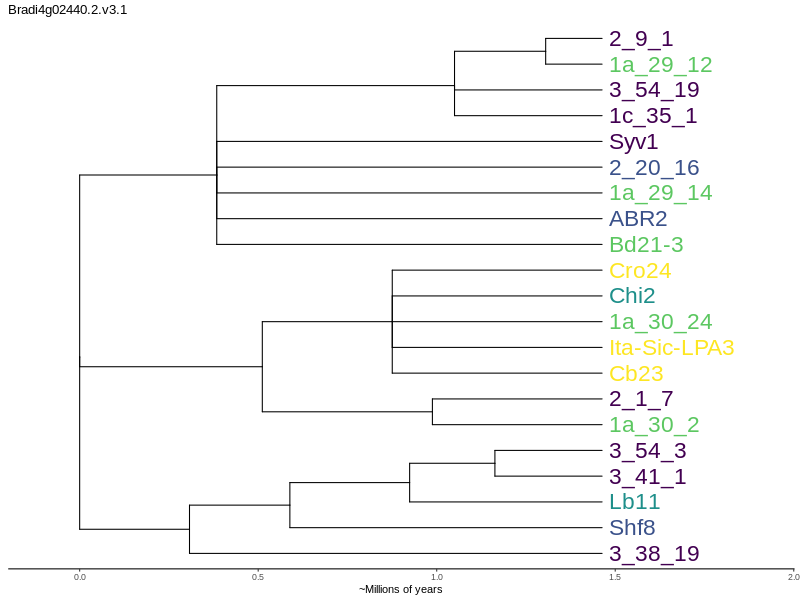 Bradi4g02440.2.v3.1
2_9_1
1a_29_12
3_54_19
1c_35_1
Syv1
2_20_16
1a_29_14
ABR2
Bd21-3
Cro24
Chi2
1a_30_24
Ita-Sic-LPA3
Cb23
2_1_7
1a_30_2
3_54_3
3_41_1
Lb11
Shf8
3_38_19
0.0 0.5 1.0 1.5 2.0
~Millions of years